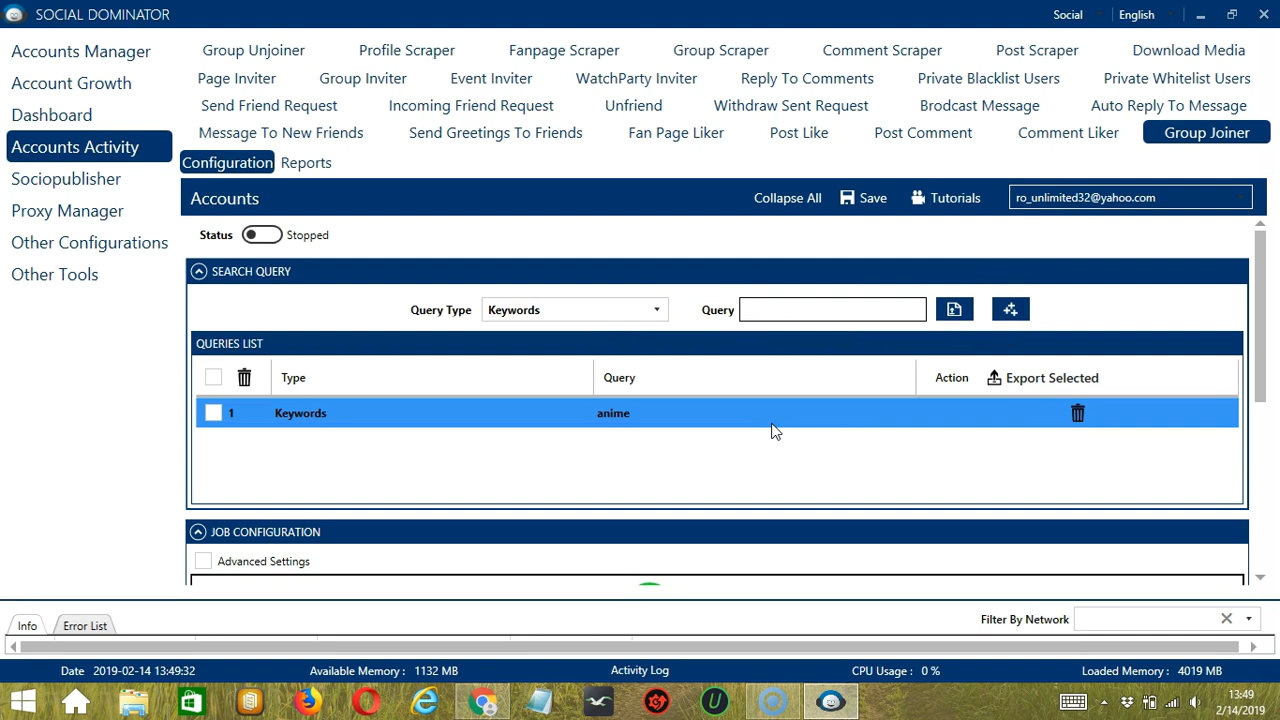 SOCIAL DOMINATOR
Social
English
Accounts Manager
Account Growth
Dashboard
Accounts Activity
Sociopublisher
Proxy Manager
Other Configurations
Other Tools
Group Unjoiner Profile Scraper Fanpage Scraper Group Scraper Comment Scraper Post Scraper Download Media
Page Inviter Group Inviter Event Inviter WatchParty Inviter Reply To Comments Private Blacklist Users Private Whitelist Users
Send Friend Request Incoming Friend Request Unfriend Withdraw Sent Request Brodcast Message Auto Reply To Message
Message To New Friends Send Greetings To Friends Fan Page Liker Post Like Post Comment Comment Liker Group Joiner
Configuration Reports
Accounts Collapse All Save Tutorials ro_unlimited32@yahoo.com
Status Stopped
SEARCH QUERY
Query Type Keywords Query
QUERIES LIST
Type Query Action Export Selected
1 Keywords anime
JOB CONFIGURATION
Advanced Settings
Info Error List Filter By Network
Date 2019-02-14 13:49:32 Available Memory : 1132 MB Activity Log CPU Usage : 0 % Loaded Memory : 4019 MB
13:49
2/14/2019